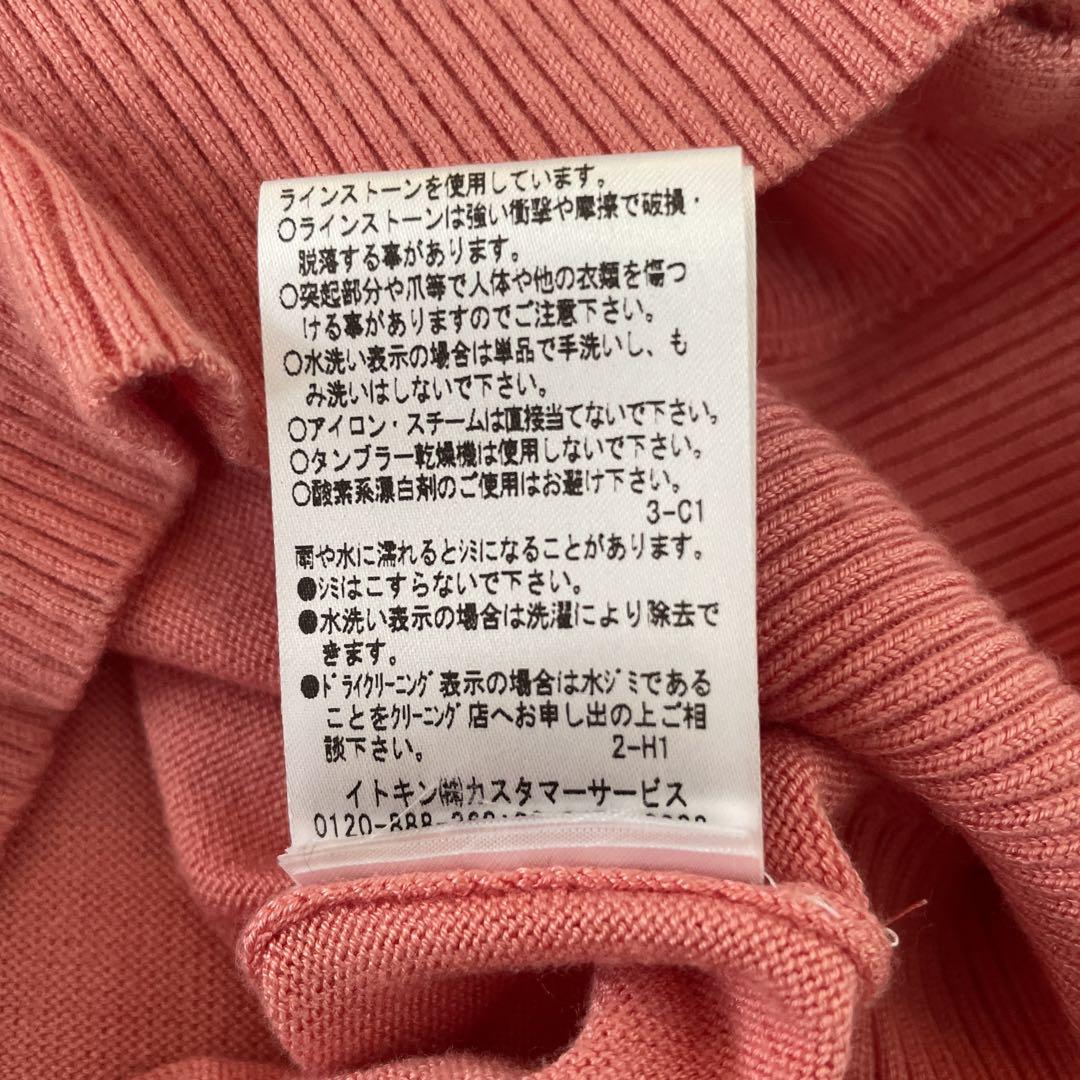 ラインストーンを使用しています。
○ラインストーンは強い衝撃や摩擦で破損・
脱落する事があります。
○突起部分や爪等で人体や他の衣類を傷つ
ける事がありますのでご注意下さい。
○水洗い表示の場合は単品で手洗いし、も
み洗いはしないで下さい。
○アイロン・スチームは直接当てないで下さい。
○タンブラー乾燥機は使用しないで下さい。
○酸素系漂白剤のご使用はお避け下さい。
3-C1
雨や水に濡れるとシミになることがあります。
●シミはこすらないで下さい。
●水洗い表示の場合は洗濯により除去で
きます。
●ドライクリーニング表示の場合は水ジミである
ことをクリーニング店へお申し出の上ご相
談下さい。 2-H1
イトキン㈱カスタマーサービス
0120-888-